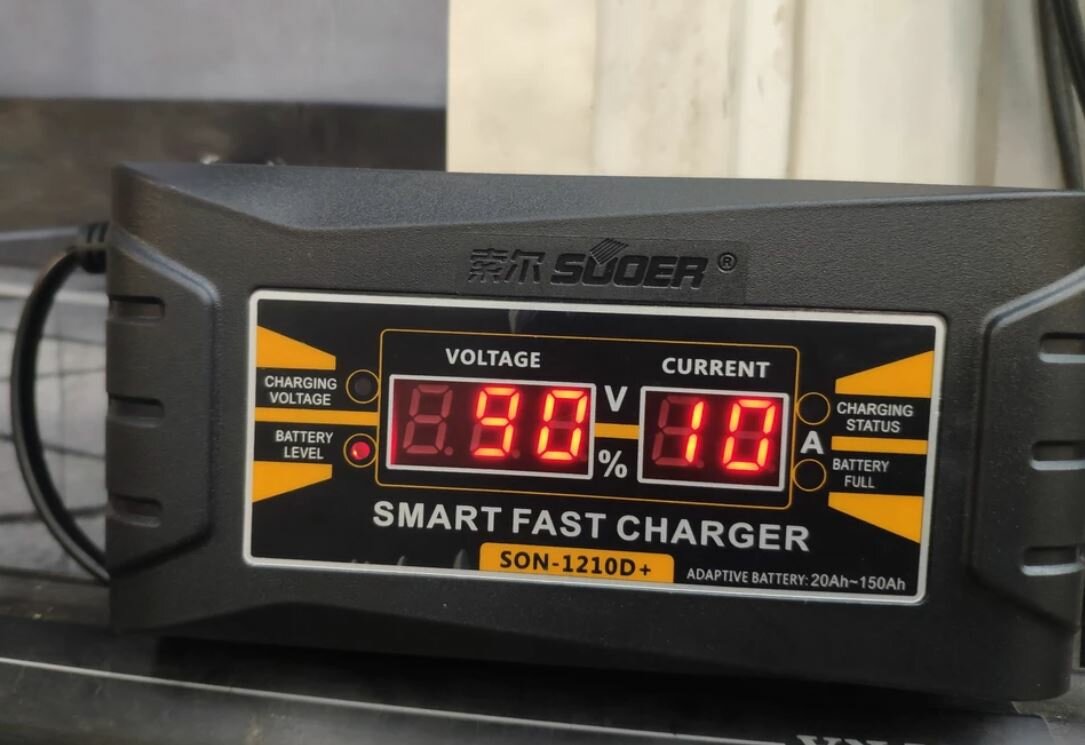 索尔 SUOER®
VOLTAGE
CURRENT
CHARGING
VOLTAGE
BATTERY
LEVEL
90
V
%
10
A
CHARGING
STATUS
BATTERY
FULL
SMART FAST CHARGER
SON-1210D+
ADAPTIVE BATTERY: 20Ah~150Ah